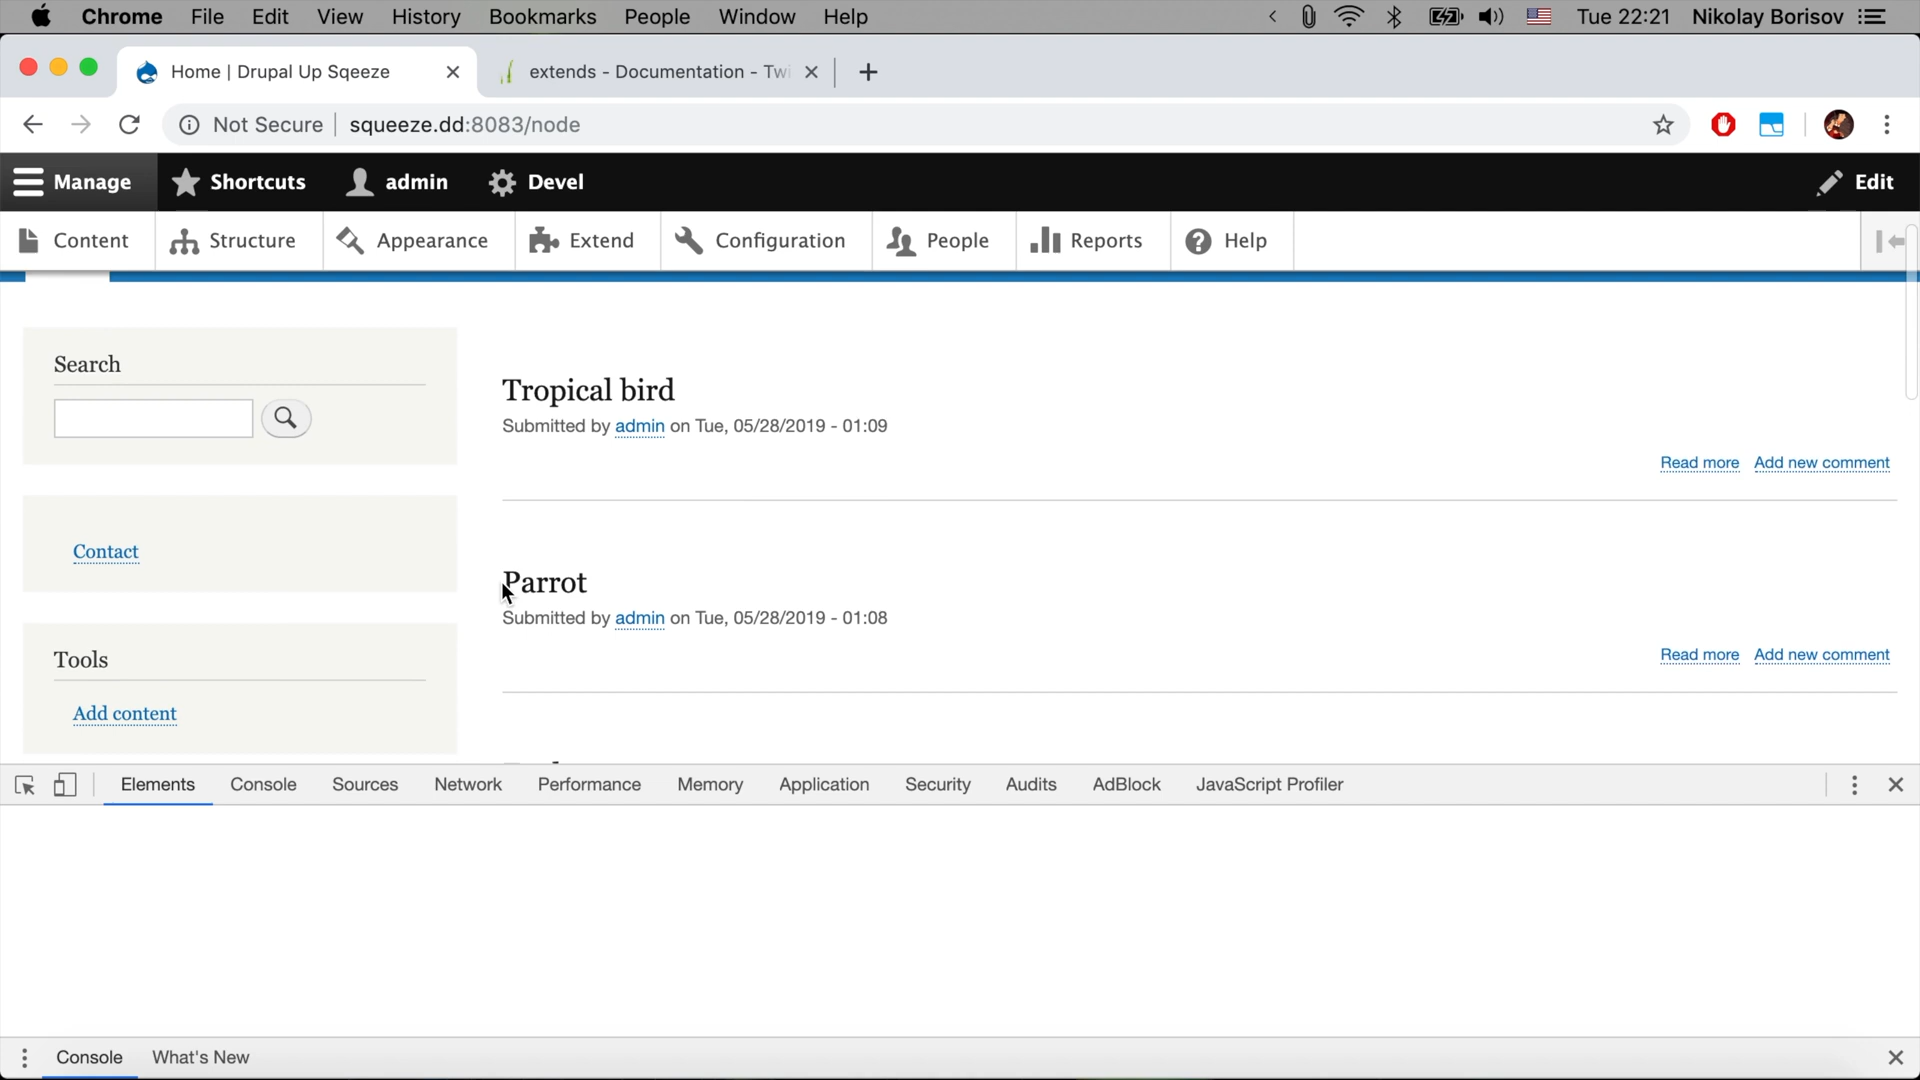 Chrome File Edit View History Bookmarks People Window Help Tue 22:21 Nikolay Borisov
Home | Drupal Up Sqeeze extends - Documentation - Twi
Not Secure squeeze.dd:8083/node
Manage Shortcuts admin Devel Edit
Content Structure Appearance Extend Configuration People Reports Help
Search
Contact
Tools
Add content
Tropical bird
Submitted by admin on Tue, 05/28/2019 - 01:09
Read more Add new comment
Parrot
Submitted by admin on Tue, 05/28/2019 - 01:08
Read more Add new comment
Elements Console Sources Network Performance Memory Application Security Audits AdBlock JavaScript Profiler
Console What's New